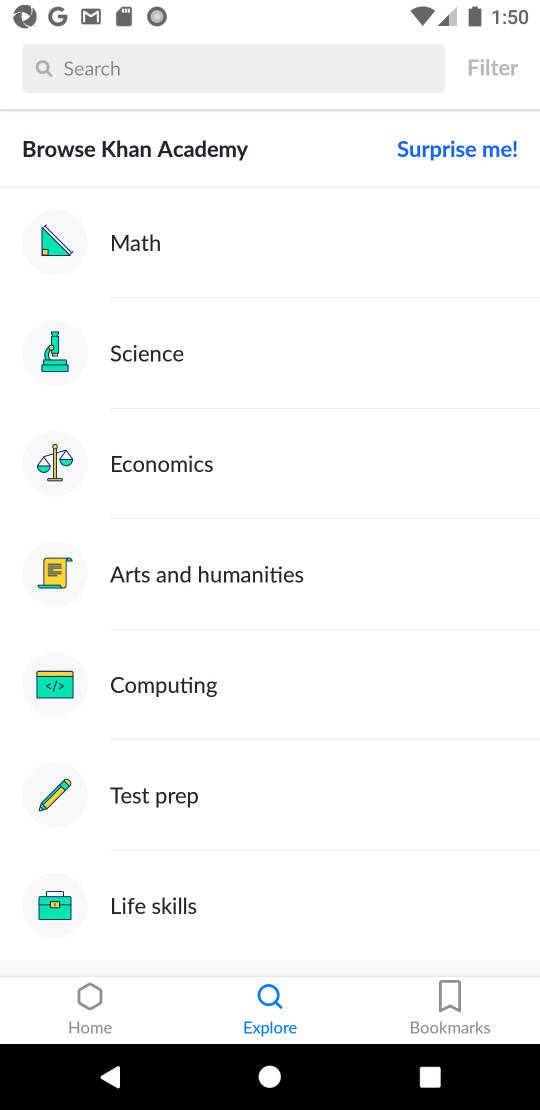 1:50
Search
Filter
Browse Khan Academy
Surprise me!
Math
Science
Economics
Arts and humanities
Computing
</>
Test prep
Life skills
Home
Explore
Bookmarks